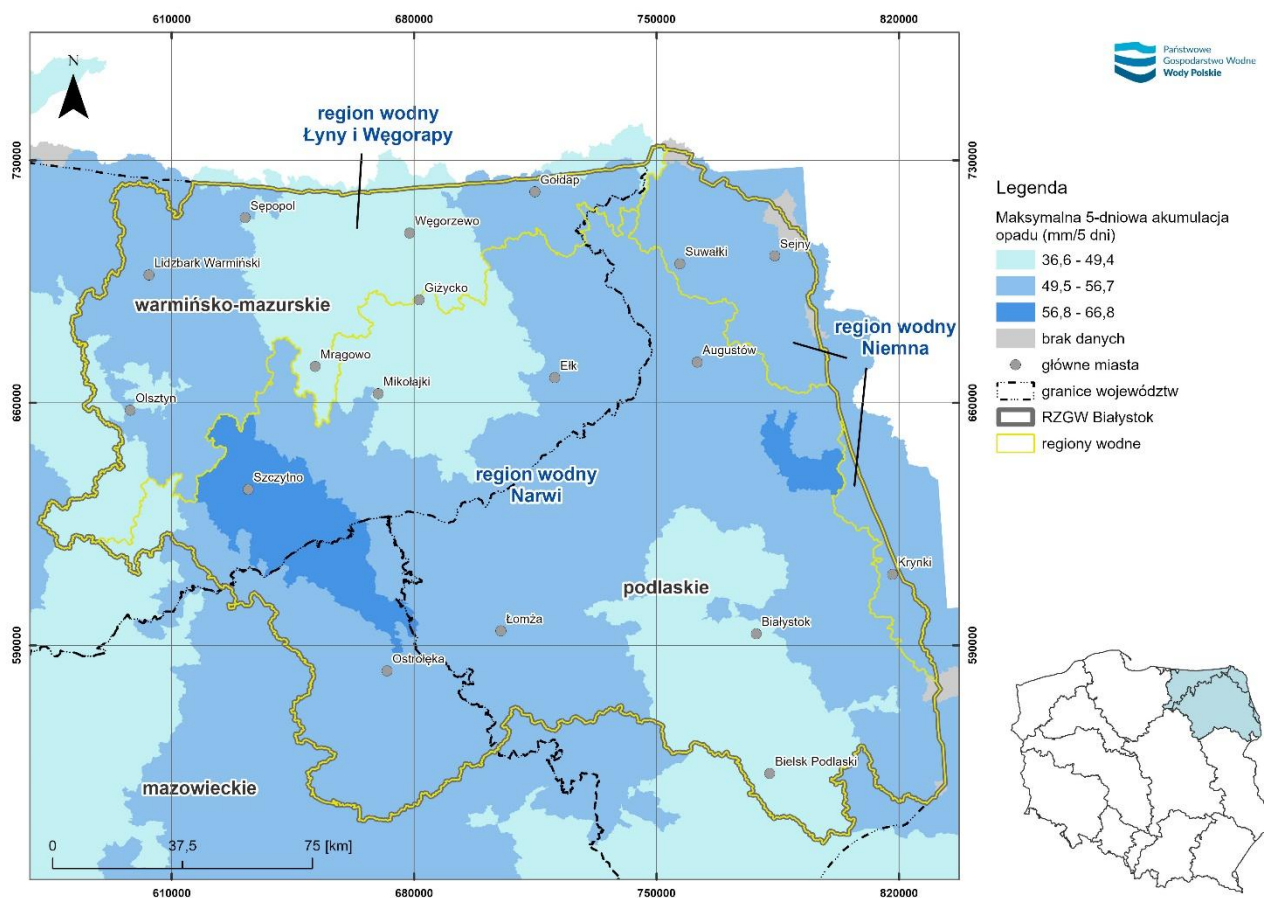 610000
680000
750000
820000
N
region wodny
Łyny i Węgorapy
730000
730000
Gołdap
Sępopol
Węgorzewo
Suwałki
Sejny
Lidzbark Warmiński
Giżycko
warmińsko-mazurskie
region wodny
Niemna
Mrągowo
Mikołajki
Ełk
Augustów
660000
660000
Olsztyn
Szczytno
region wodny
Narwi
Krynki
podlaskie
Łomża
Białystok
590000
590000
Ostrołęka
Bielsk Podlaski
mazowieckie
0
37,5
75 [km]
610000
680000
750000
820000
Państwowe
Gospodarstwo Wodne
Wody Polskie
Legenda
Maksymalna 5-dniowa akumulacja
opadu (mm/5 dni)
36,6 - 49,4
49,5 - 56,7
56,8 - 66,8
brak danych
główne miasta
granice województw
RZGW Białystok
regiony wodne